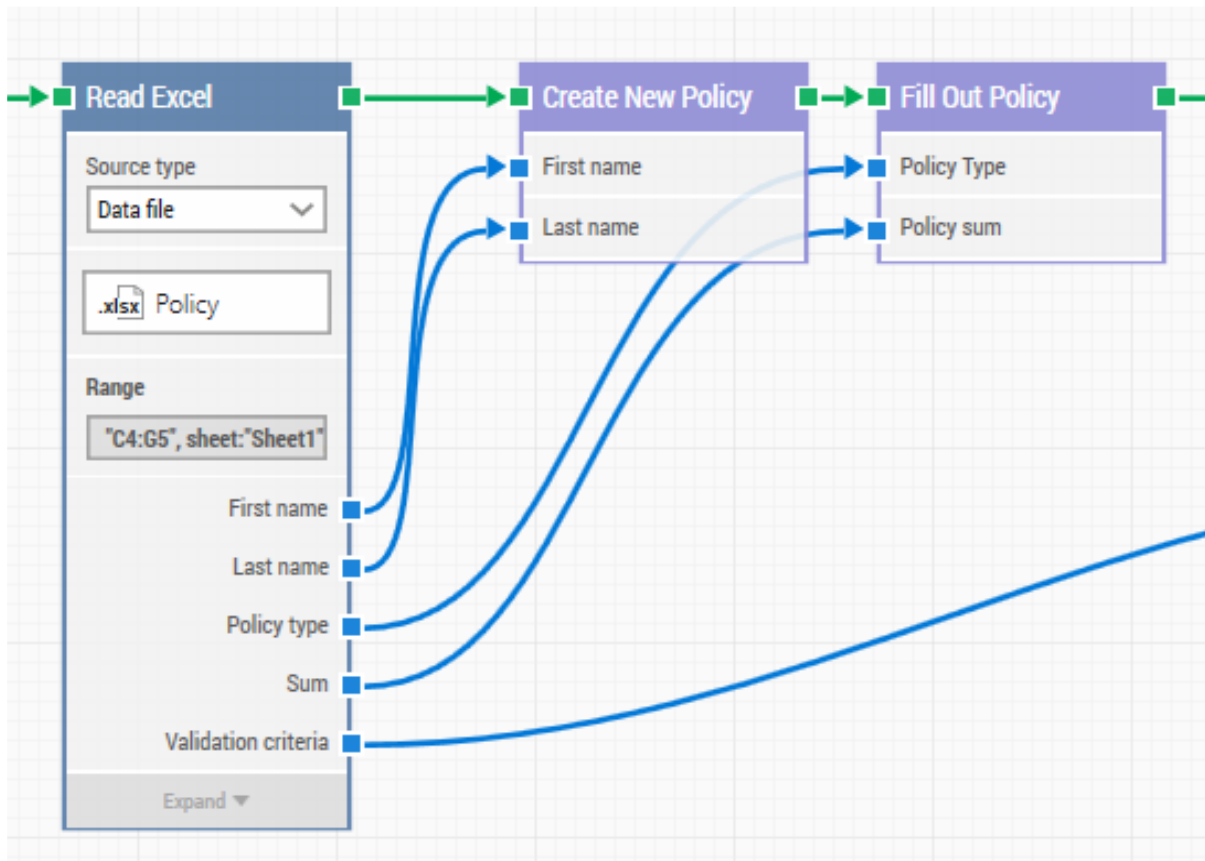 Read Excel
Source type
Data file
.xlsx Policy
Range
"C4:G5", sheet:"Sheet1"
First name
Last name
Policy type
Sum
Validation criteria
Expand
Create New Policy
First name
Last name
Fill Out Policy
Policy Type
Policy sum